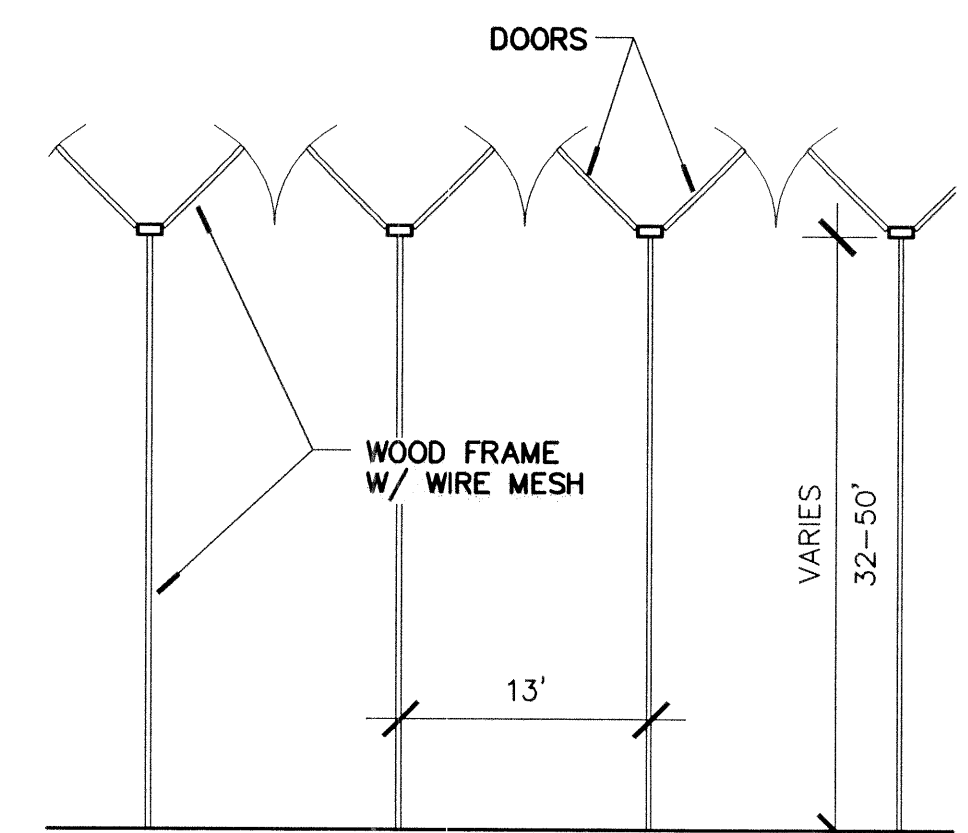 DOORS
WOOD FRAME
W/ WIRE MESH
VARIES
32-50'
13'